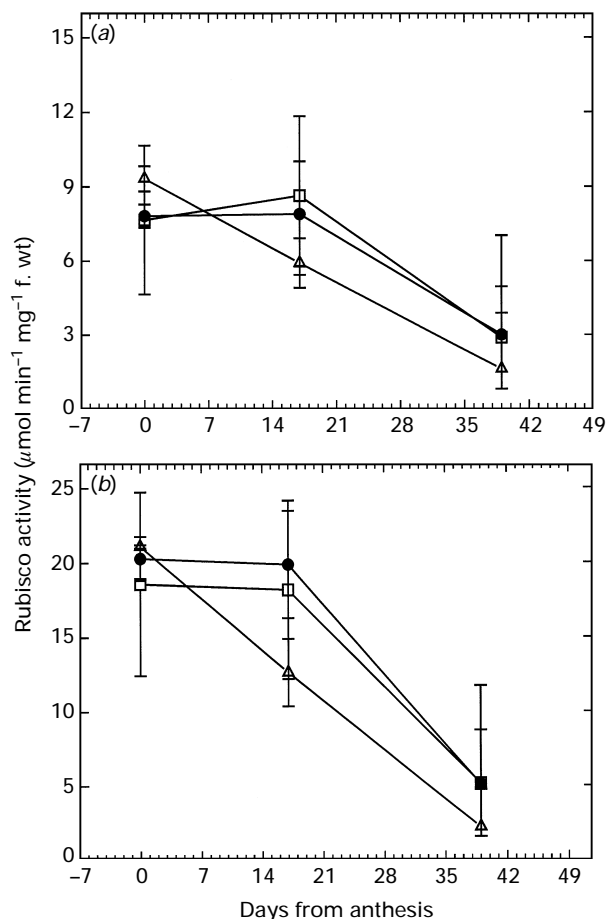 15
(a)
12
9
6
3
0
–7 0 7 14 21 28 35 42 49
Rubisco activity (μmol min⁻¹ mg⁻¹ f. wt)
25
(b)
20
15
10
5
0
–7 0 14 21 28 35 42 49
Days from anthesis